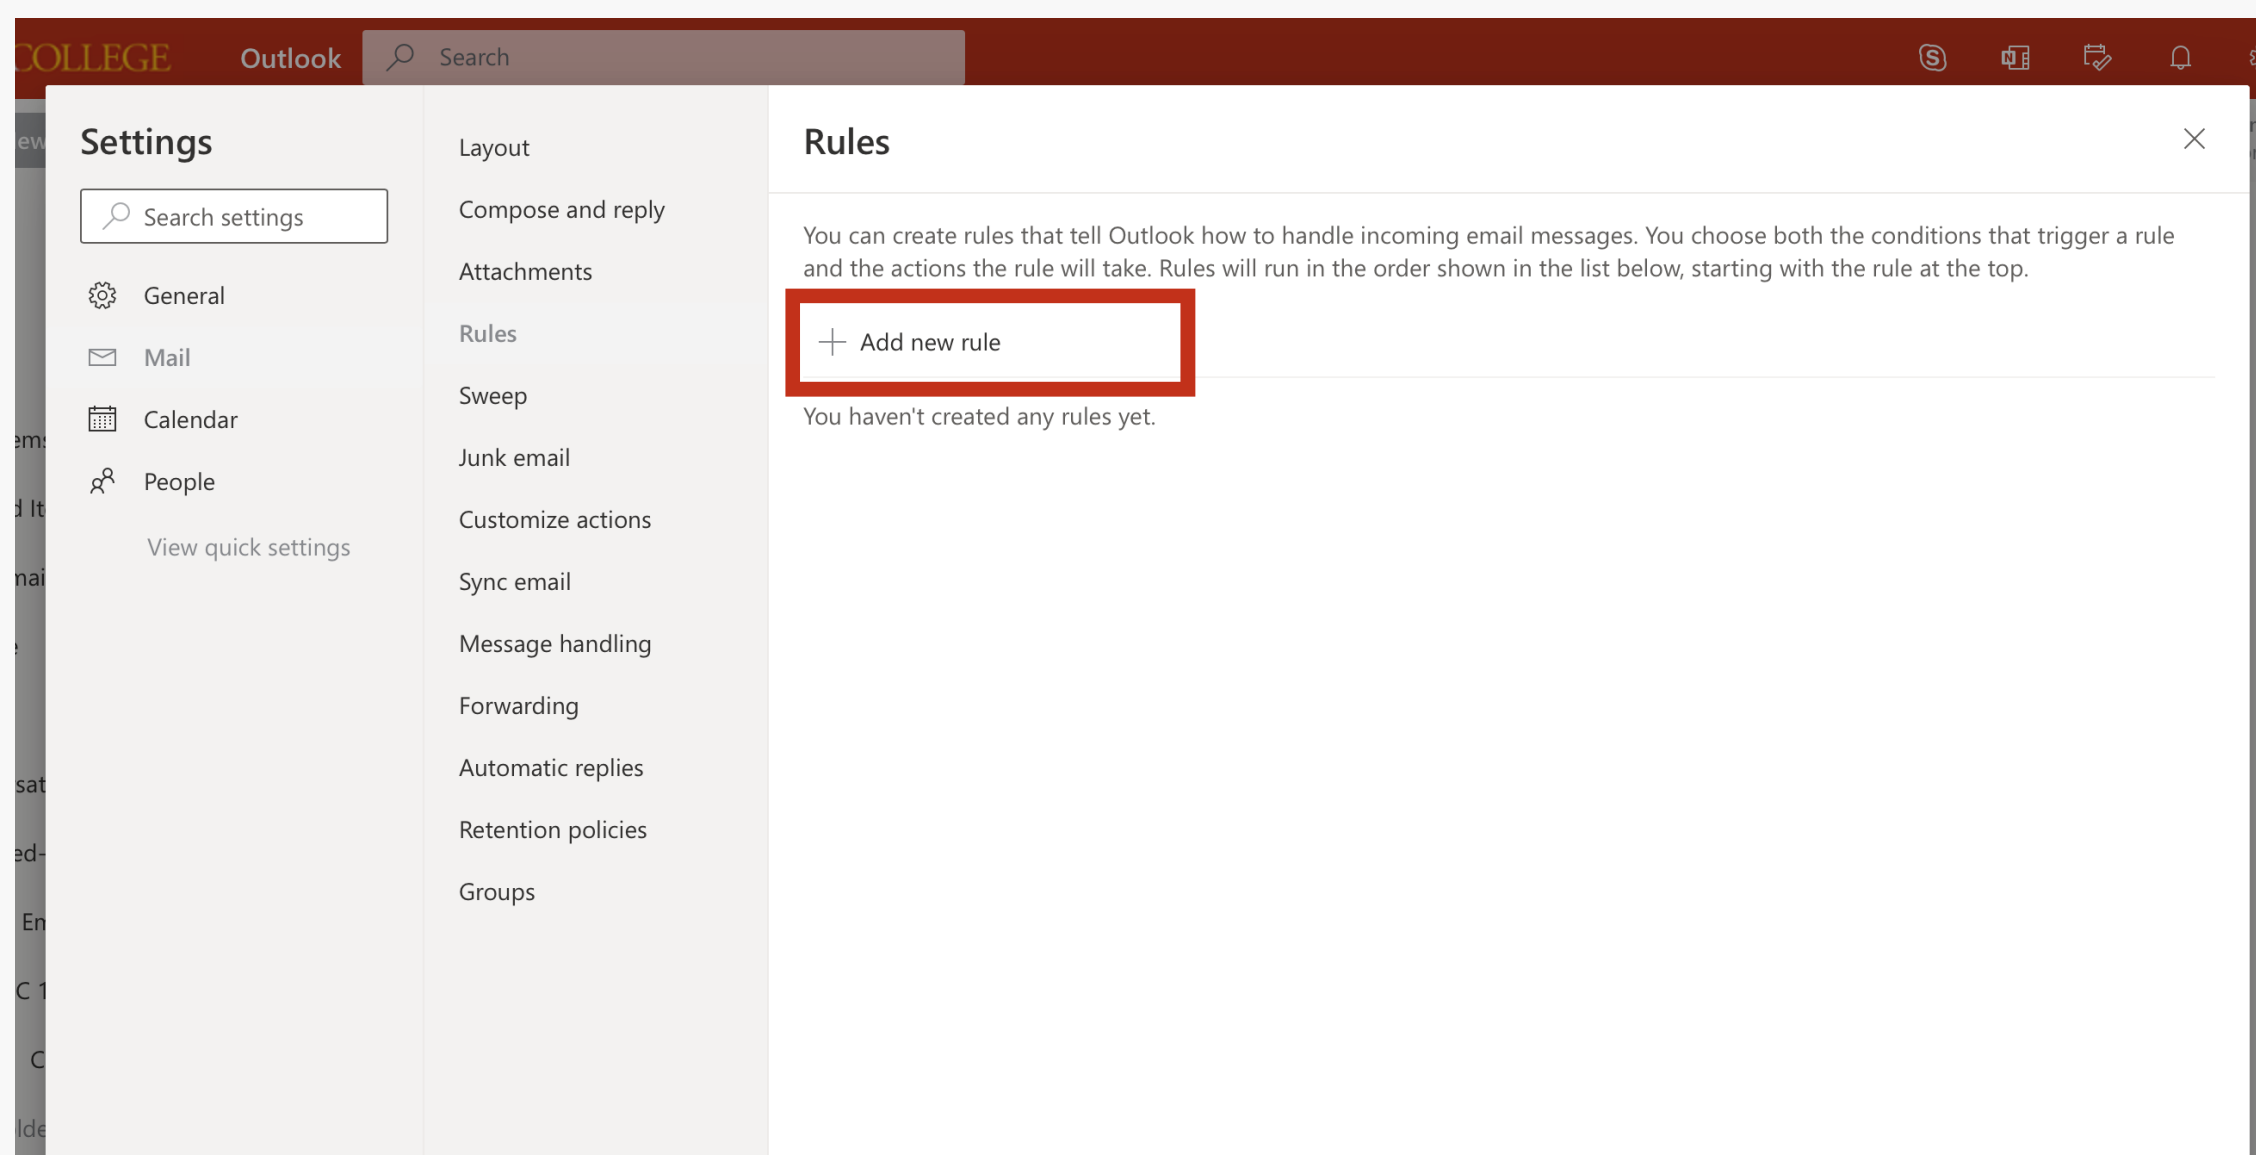 COLLEGE
Outlook
Search
Settings
Search settings
General
Mail
Calendar
People
View quick settings
Layout
Compose and reply
Attachments
Rules
Sweep
Junk email
Customize actions
Sync email
Message handling
Forwarding
Automatic replies
Retention policies
Groups
Rules
You can create rules that tell Outlook how to handle incoming email messages. You choose both the conditions that trigger a rule
and the actions the rule will take. Rules will run in the order shown in the list below, starting with the rule at the top.
Add new rule
You haven't created any rules yet.